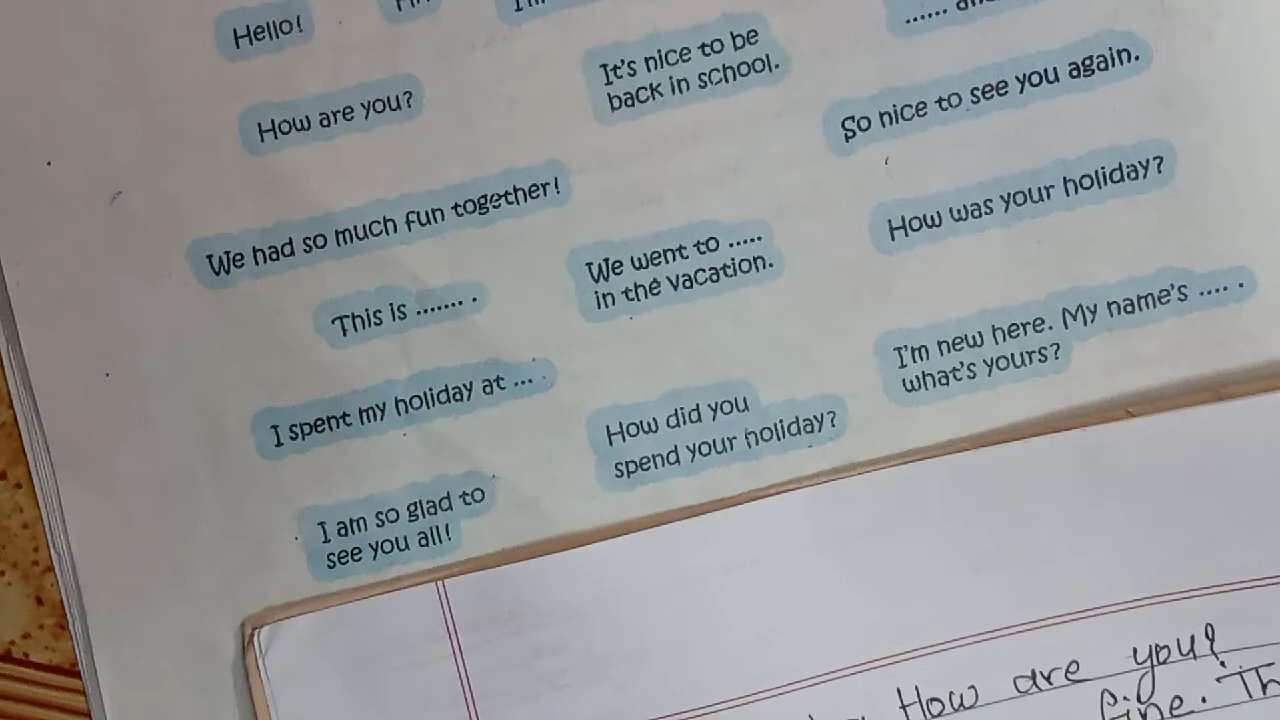 Hello!
How are you?
It's nice to be
back in school.
So nice to see you again.
We had so much fun together!
How was your holiday?
We went to .....
in the vacation.
This is ....... .
I'm new here. My name's .... .
what's yours?
I spent my holiday at ... .
How did you
spend your holiday?
I am so glad to
see you all!
How are you?
fine.